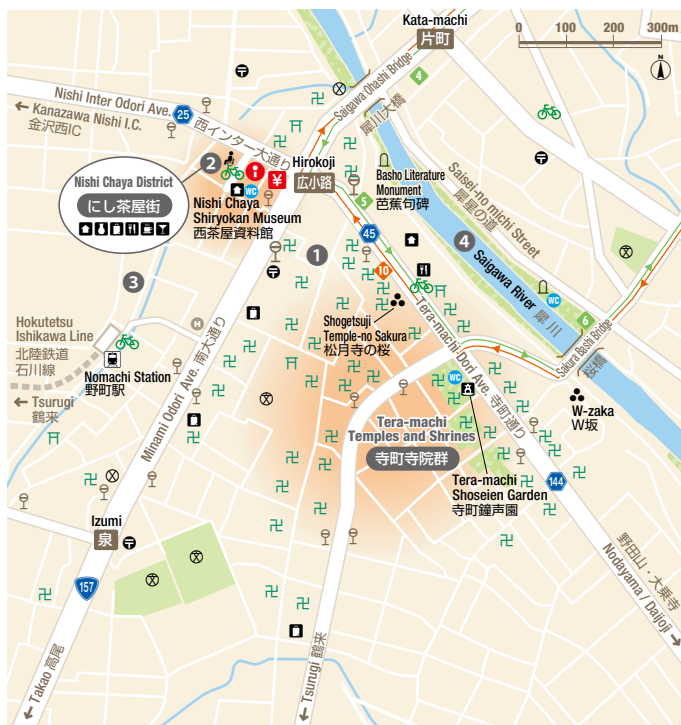 Kata-machi
片町
0 100 200 300m
N
Saigawa Ohashi Bridge
犀川大橋
4
Nishi Inter Odori Ave.
西インター大通り
25
Kanazawa Nishi I.C.
金沢西IC
2
Nishi Chaya District
にし茶屋街
WC
¥
Nishi Chaya
Shiryokan Museum
西茶屋資料館
Hirokoji
広小路
Basho Literature
Monument
芭蕉句碑
Saisei-no michi Street
犀星の道
5
45
1
4
Saigawa River
犀川
WC
6
10
3
Hokutetsu
Ishikawa Line
北陸鉄道
石川線
Tsurugi
鶴来
H
Nomachi Station
野町駅
Minami Odori Ave. 南大通り
Shogetsuji
Temple-no Sakura
松月寺の桜
Tera-machi-Dori Ave. 寺町通り
Sakura Bashi Bridge
桜橋
W-zaka
W坂
WC
Tera-machi
Temples and Shrines
寺町寺院群
Tera-machi
Shoseien Garden
寺町鐘声園
144
野田山・大乗寺
Nodayama / Daijoji
Izumi
泉
157
Takao 高尾
Tsurugi 鶴来